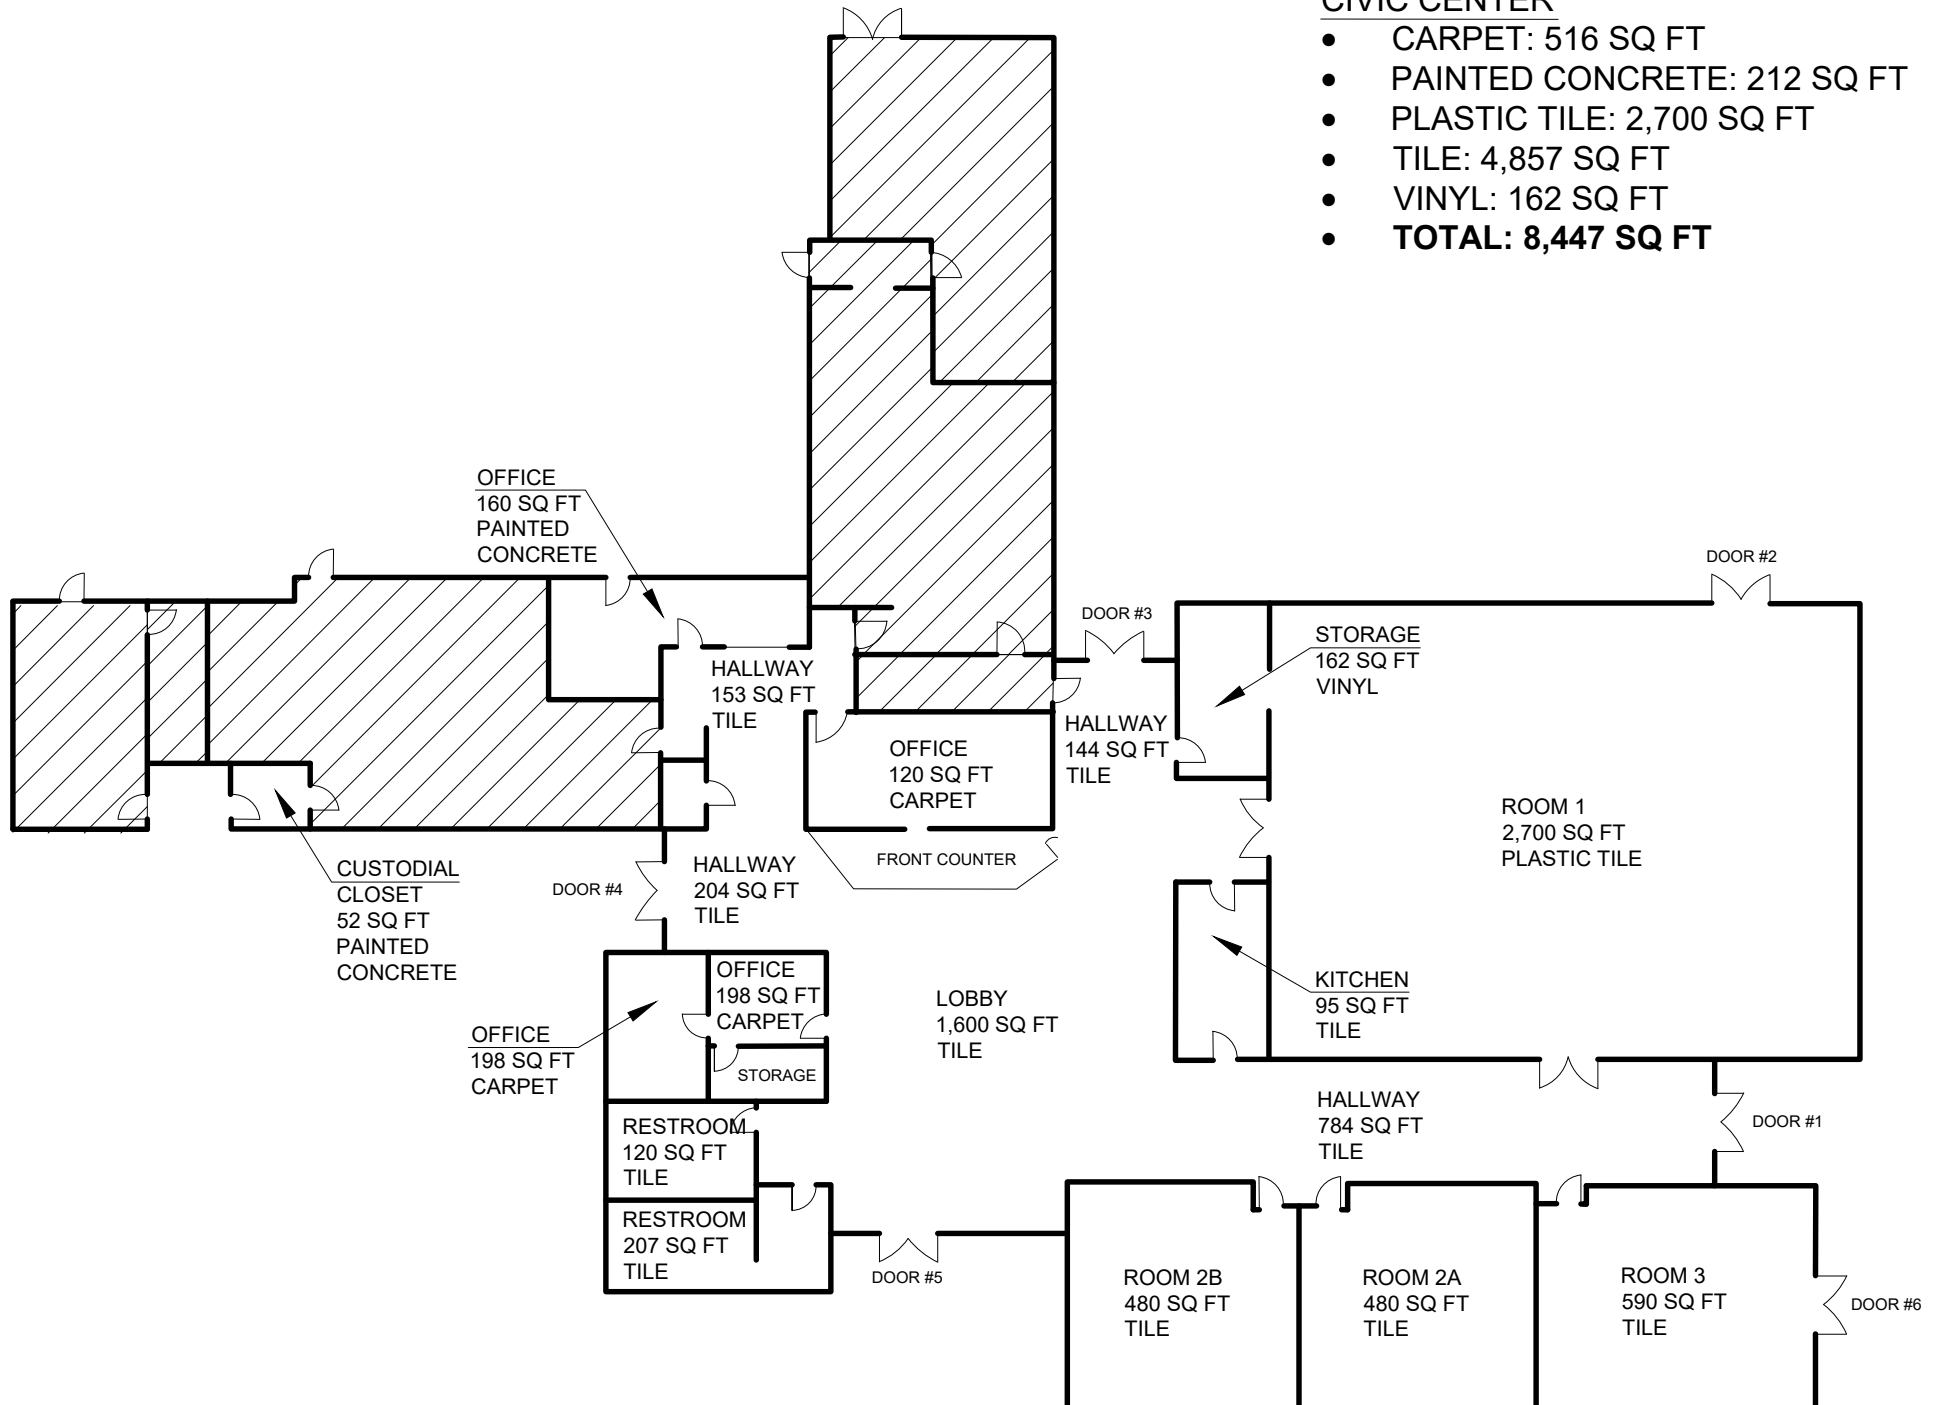 CIVIC CENTER
• CARPET: 516 SQ FT
• PAINTED CONCRETE: 212 SQ FT
• PLASTIC TILE: 2,700 SQ FT
• TILE: 4,857 SQ FT
• VINYL: 162 SQ FT
• TOTAL: 8,447 SQ FT
OFFICE
160 SQ FT
PAINTED
CONCRETE
DOOR #2
DOOR #3
STORAGE
162 SQ FT
VINYL
HALLWAY
153 SQ FT
TILE
HALLWAY
144 SQ FT
TILE
OFFICE
120 SQ FT
CARPET
ROOM 1
2,700 SQ FT
PLASTIC TILE
FRONT COUNTER
CUSTODIAL
CLOSET
52 SQ FT
PAINTED
CONCRETE
DOOR #4
HALLWAY
204 SQ FT
TILE
OFFICE
198 SQ FT
CARPET
OFFICE
198 SQ FT
CARPET
STORAGE
LOBBY
1,600 SQ FT
TILE
KITCHEN
95 SQ FT
TILE
RESTROOM
120 SQ FT
TILE
HALLWAY
784 SQ FT
TILE
DOOR #1
RESTROOM
207 SQ FT
TILE
DOOR #5
ROOM 2B
480 SQ FT
TILE
ROOM 2A
480 SQ FT
TILE
ROOM 3
590 SQ FT
TILE
DOOR #6